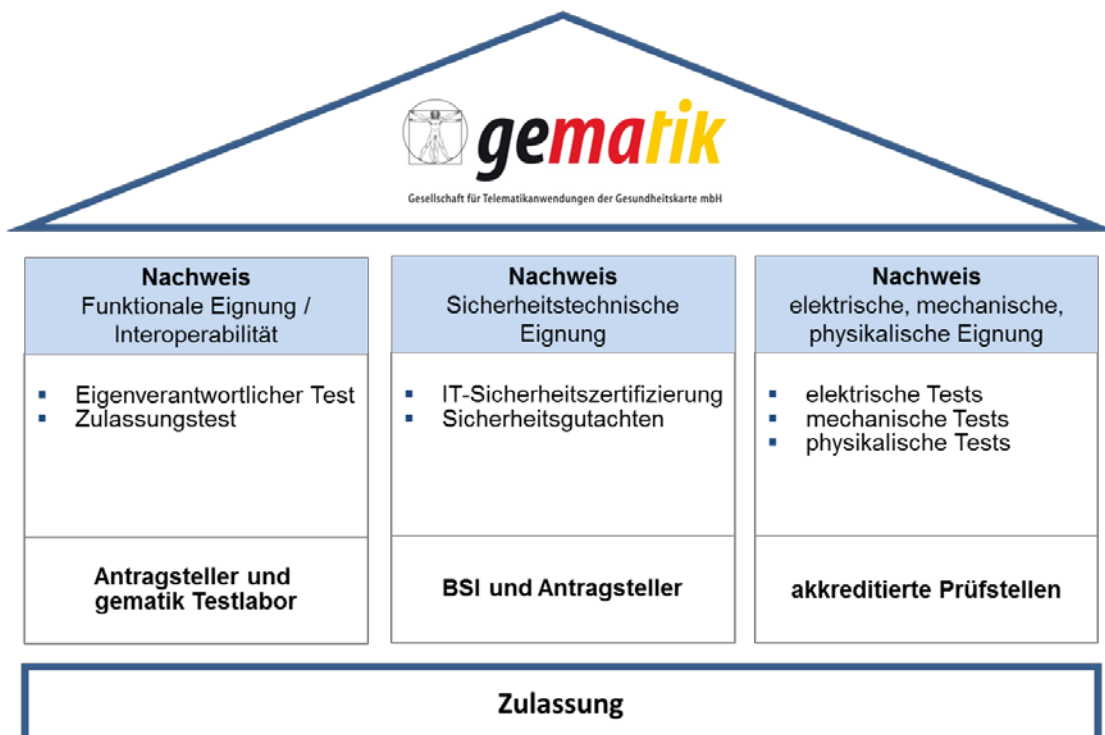 gematik
Gesellschaft für Telematikanwendungen der Gesundheitskarte mbH
Nachweis
Funktionale Eignung /
Interoperabilität
▪ Eigenverantwortlicher Test
▪ Zulassungstest
Antragsteller und
gematik Testlabor
Nachweis
Sicherheitstechnische
Eignung
▪ IT-Sicherheitszertifizierung
▪ Sicherheitsgutachten
BSI und Antragsteller
Nachweis
elektrische, mechanische,
physikalische Eignung
▪ elektrische Tests
▪ mechanische Tests
▪ physikalische Tests
akkreditierte Prüfstellen
Zulassung